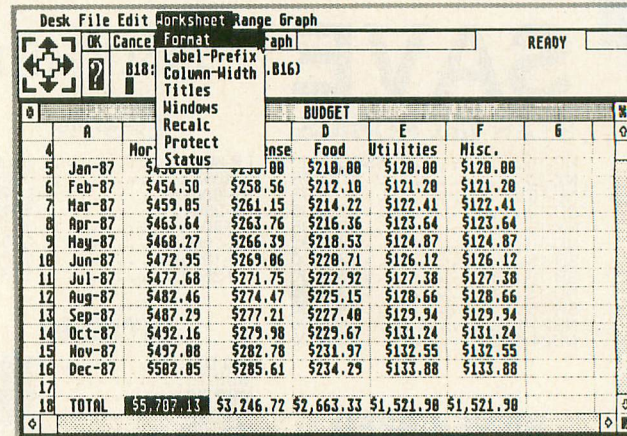 Desk File Edit Worksheet Range Graph
OK Cance Format raph READY
? B18: Label-Prefix .B16)
Column-Width
Titles
Windows
Recalc
Protect
Status
BUDGET
A D E F G
4 Mor ense Food Utilities Misc.
5 Jan-87 $210.00 $120.00 $120.00
6 Feb-87 $454.50 $258.56 $212.10 $121.20 $121.20
7 Mar-87 $459.05 $261.15 $214.22 $122.41 $122.41
8 Apr-87 $463.64 $263.76 $216.36 $123.64 $123.64
9 May-87 $468.27 $266.39 $218.53 $124.87 $124.87
10 Jun-87 $472.95 $269.06 $220.71 $126.12 $126.12
11 Jul-87 $477.68 $271.75 $222.92 $127.38 $127.38
12 Aug-87 $482.46 $274.47 $225.15 $128.66 $128.66
13 Sep-87 $487.29 $277.21 $227.40 $129.94 $129.94
14 Oct-87 $492.16 $279.98 $229.67 $131.24 $131.24
15 Nov-87 $497.08 $282.78 $231.97 $132.55 $132.55
16 Dec-87 $502.05 $285.61 $234.29 $133.88 $133.88
17
18 TOTAL $5,707.13 $3,246.72 $2,663.33 $1,521.90 $1,521.90